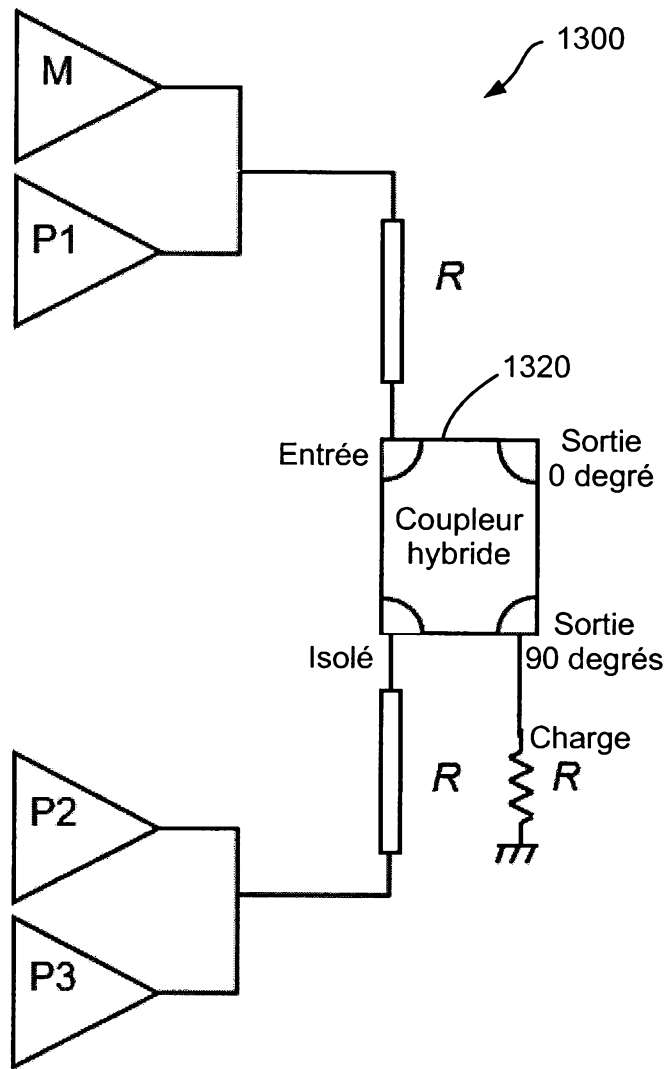 1300
M
P1
R
1320
Entrée
Sortie
0 degré
Coupleur
hybride
Isolé
Sortie
90 degrés
Charge
R
R
P2
P3